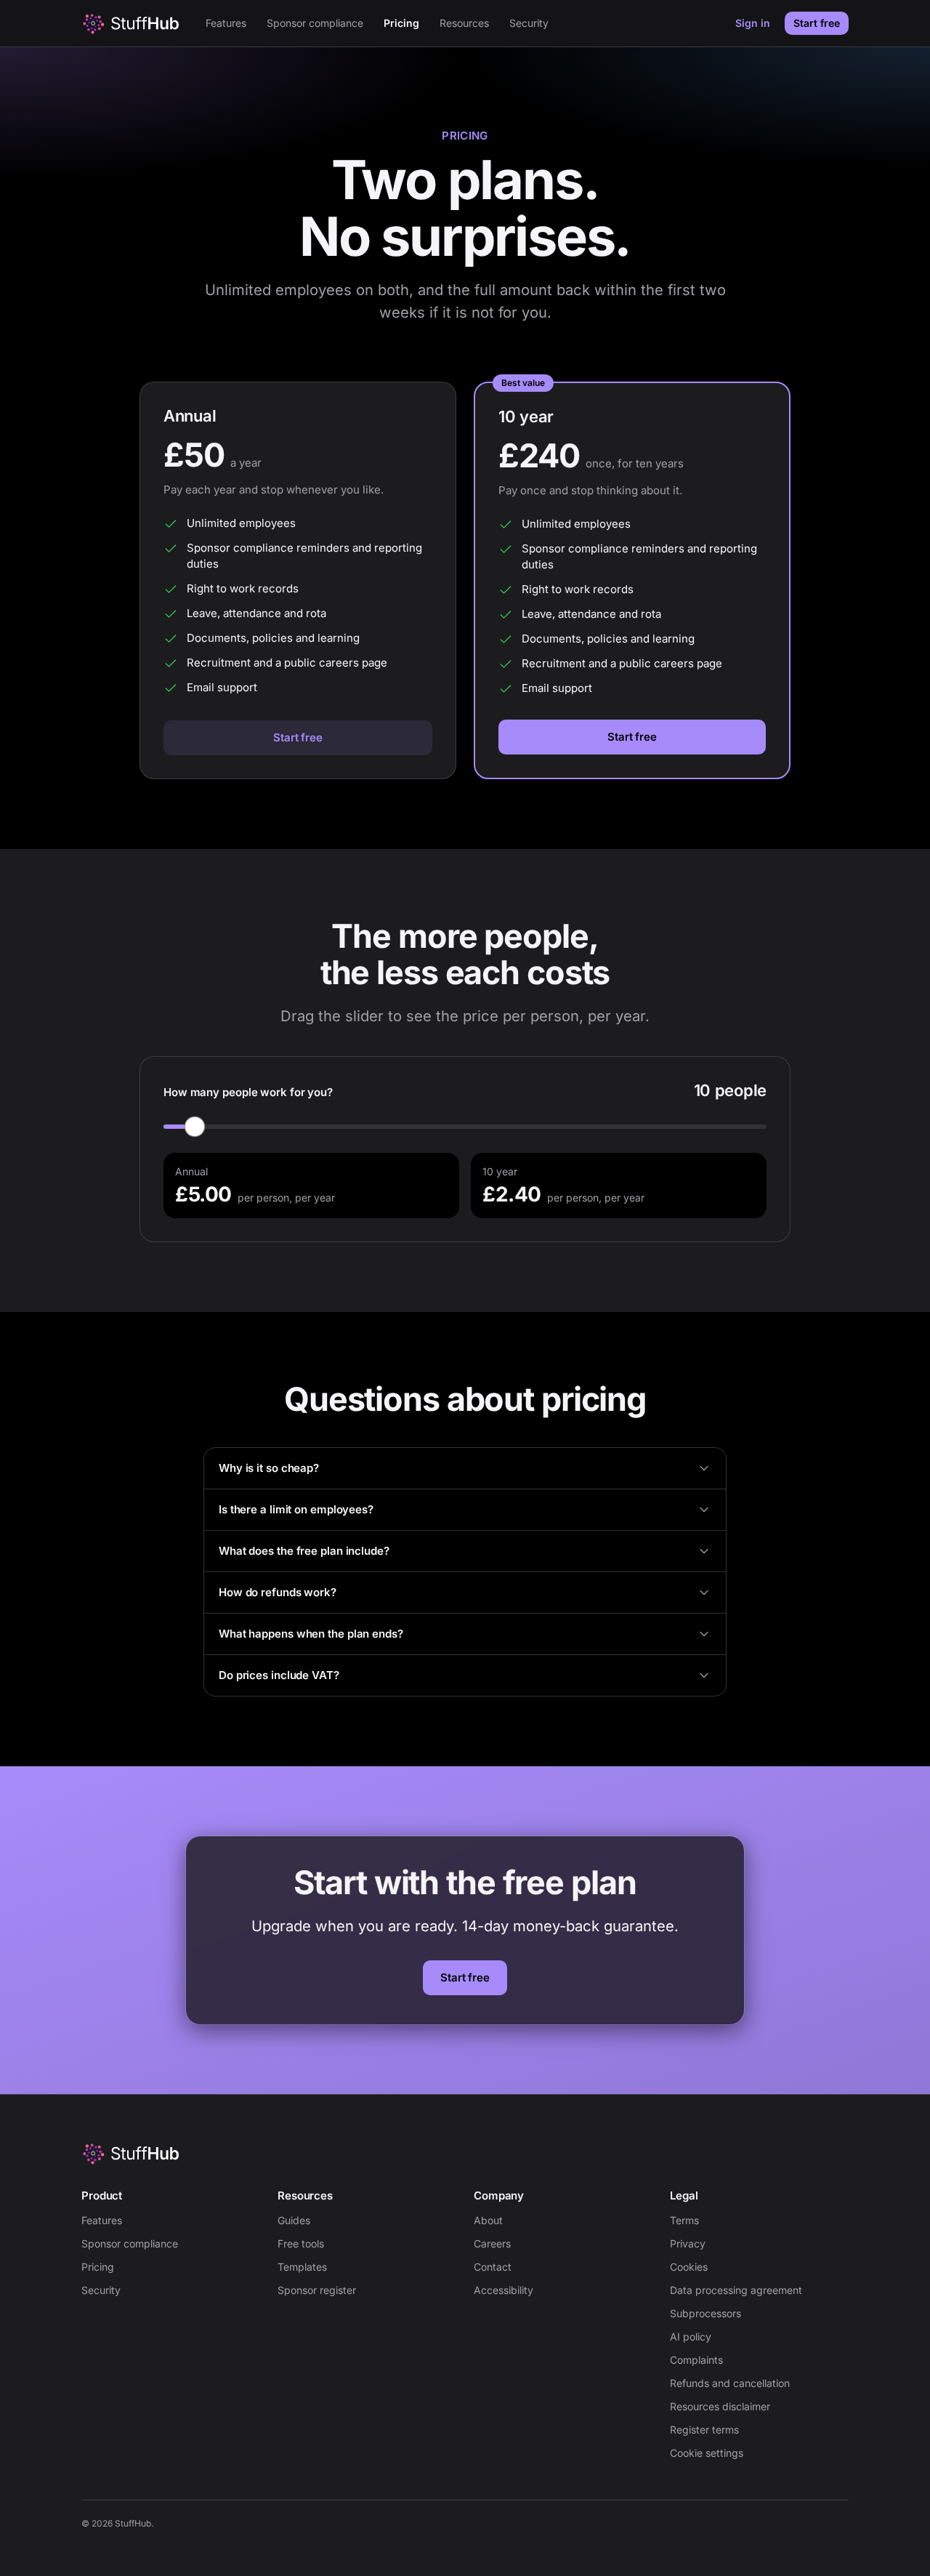 StuffHub
Features
Sponsor compliance
Pricing
Resources
Security
Sign in
Start free
PRICING
Two plans.
No surprises.
Unlimited employees on both, and the full amount back within the first two
weeks if it is not for you.
Annual
£50 a year
Pay each year and stop whenever you like.
Unlimited employees
Sponsor compliance reminders and reporting
duties
Right to work records
Leave, attendance and rota
Documents, policies and learning
Recruitment and a public careers page
Email support
Start free
Best value
10 year
£240 once, for ten years
Pay once and stop thinking about it.
Unlimited employees
Sponsor compliance reminders and reporting
duties
Right to work records
Leave, attendance and rota
Documents, policies and learning
Recruitment and a public careers page
Email support
Start free
The more people,
the less each costs
Drag the slider to see the price per person, per year.
How many people work for you?
10 people
Annual
£5.00 per person, per year
10 year
£2.40 per person, per year
Questions about pricing
Why is it so cheap?
Is there a limit on employees?
What does the free plan include?
How do refunds work?
What happens when the plan ends?
Do prices include VAT?
Start with the free plan
Upgrade when you are ready. 14-day money-back guarantee.
Start free
StuffHub
Product
Features
Sponsor compliance
Pricing
Security
Resources
Guides
Free tools
Templates
Sponsor register
Company
About
Careers
Contact
Accessibility
Legal
Terms
Privacy
Cookies
Data processing agreement
Subprocessors
AI policy
Complaints
Refunds and cancellation
Resources disclaimer
Register terms
Cookie settings
© 2026 StuffHub.